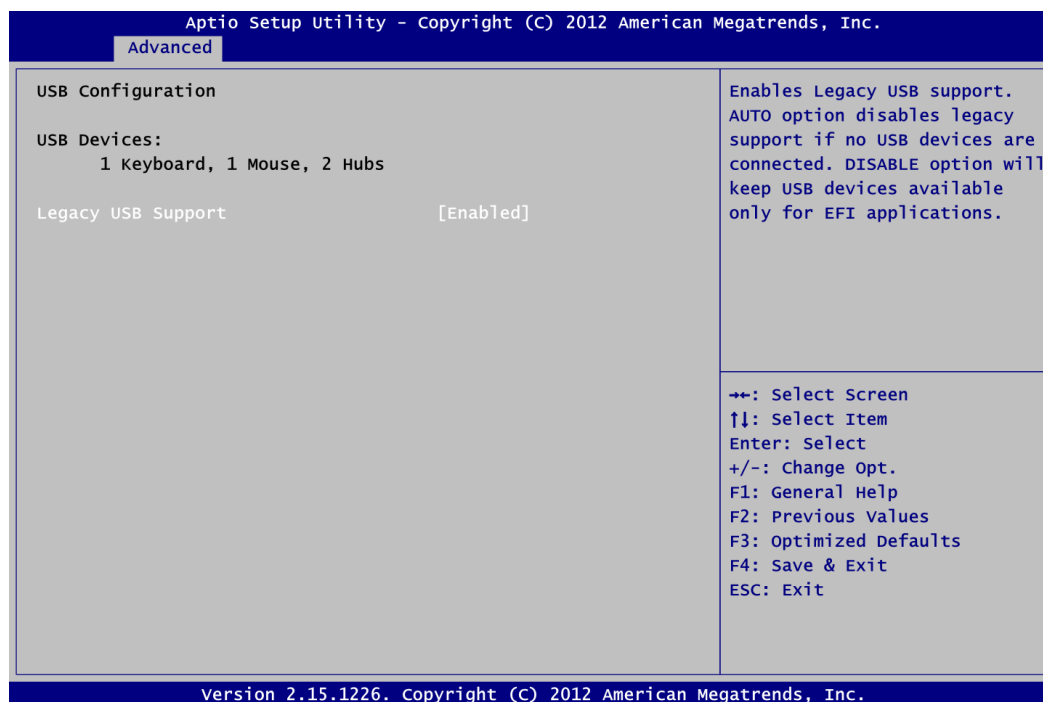 Aptio Setup Utility - Copyright (C) 2012 American Megatrends, Inc.
Advanced
USB Configuration
USB Devices:
1 Keyboard, 1 Mouse, 2 Hubs
Legacy USB Support [Enabled]
Enables Legacy USB support.
AUTO option disables legacy
support if no USB devices are
connected. DISABLE option will
keep USB devices available
only for EFI applications.
→←: Select Screen
↑↓: Select Item
Enter: Select
+/-: Change Opt.
F1: General Help
F2: Previous Values
F3: Optimized Defaults
F4: Save & Exit
ESC: Exit
Version 2.15.1226. Copyright (C) 2012 American Megatrends, Inc.